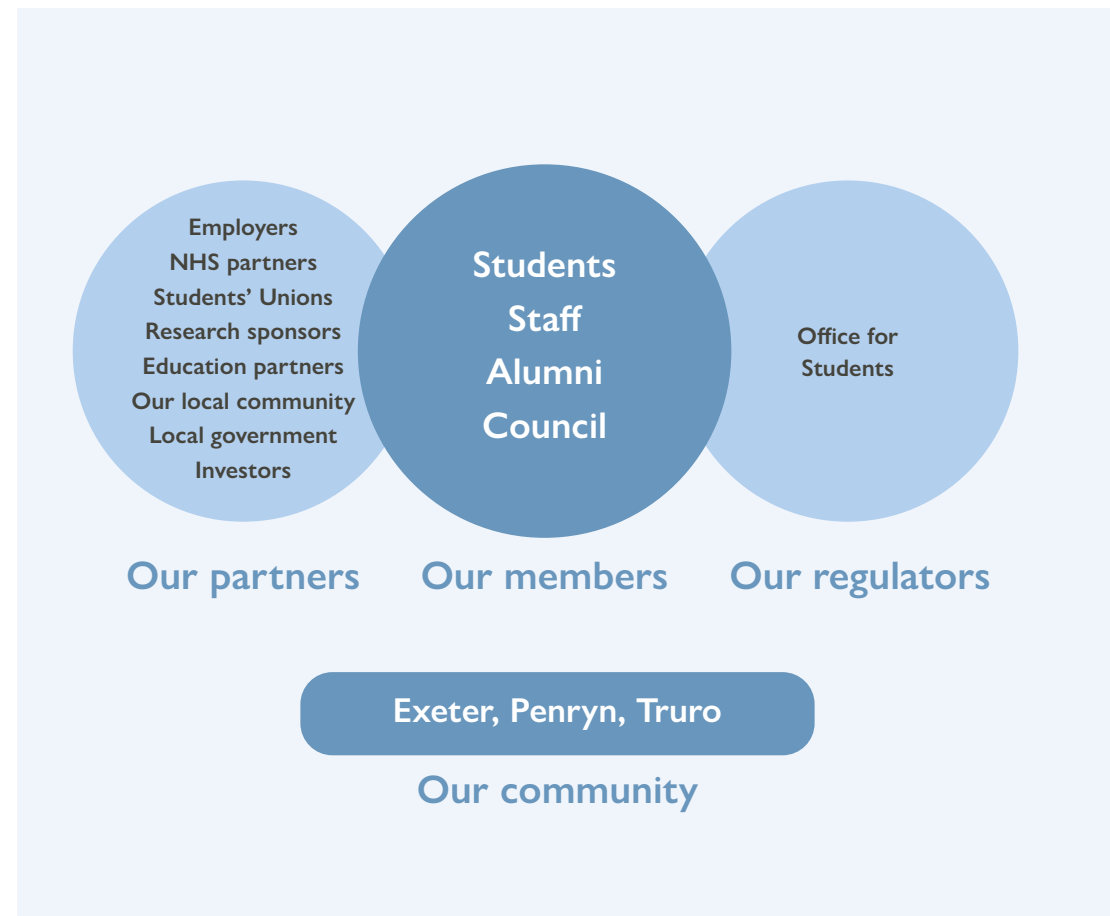 Employers
NHS partners
Students’ Unions
Research sponsors
Education partners
Our local community
Local government
Investors
Students
Staff
Alumni
Council
Office for
Students
Our partners
Our members
Our regulators
Exeter, Penryn, Truro
Our community